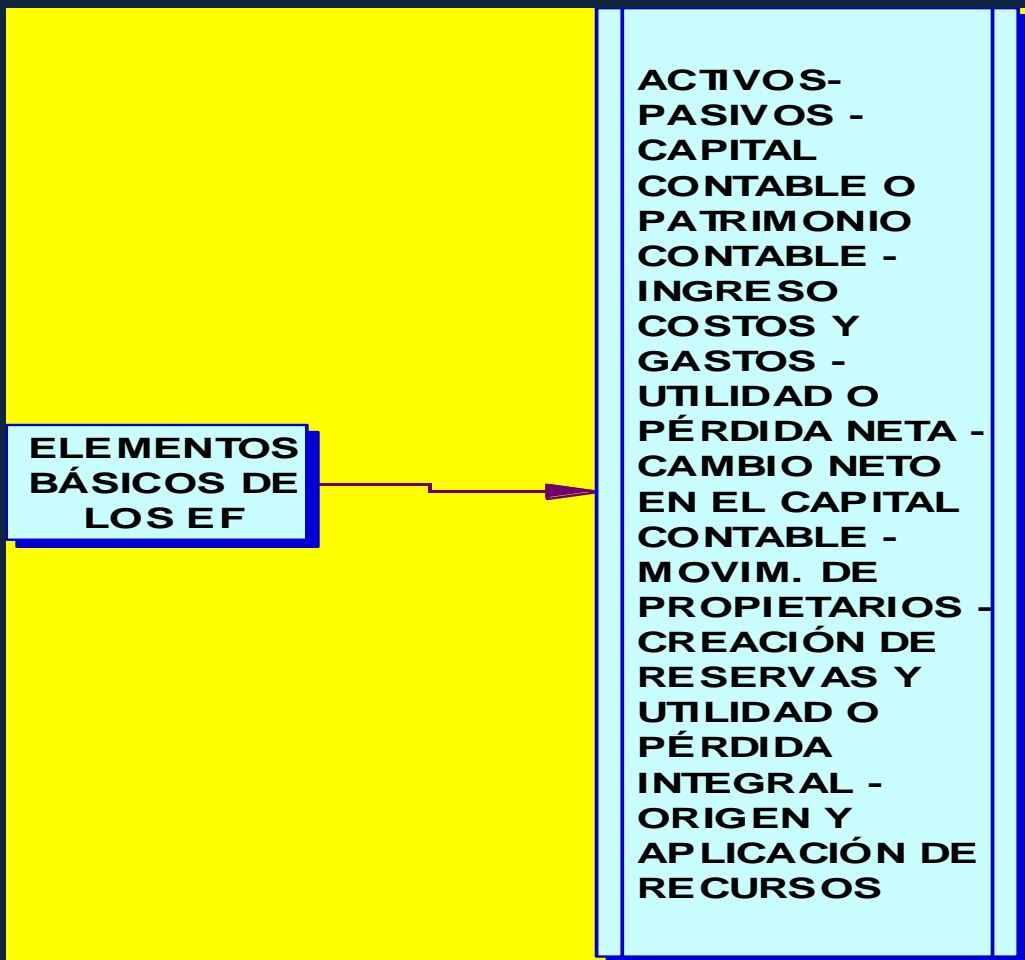 ELEMENTOS
BÁSICOS DE
LOS EF
ACTIVOS-
PASIVOS -
CAPITAL
CONTABLE O
PATRIMONIO
CONTABLE -
INGRESO
COSTOS Y
GASTOS -
UTILIDAD O
PÉRDIDA NETA -
CAMBIO NETO
EN EL CAPITAL
CONTABLE -
MOVIM. DE
PROPIETARIOS -
CREACIÓN DE
RESERVAS Y
UTILIDAD O
PÉRDIDA
INTEGRAL -
ORIGEN Y
APLICACIÓN DE
RECURSOS